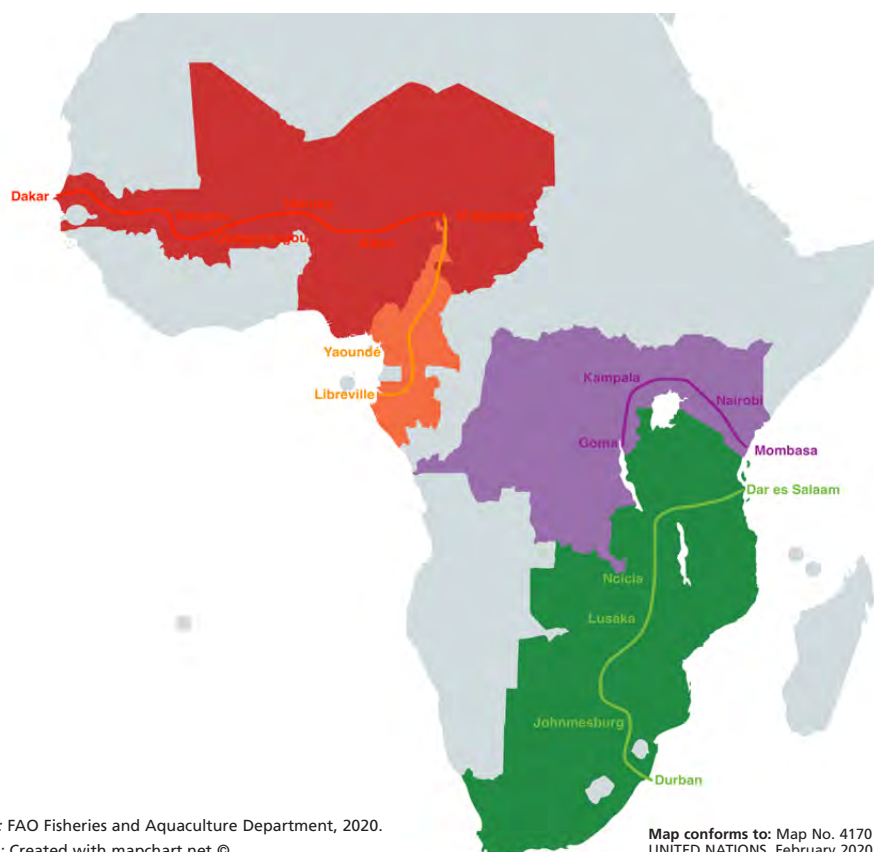 Dakar
Yaoundé
Libreville
Kampala
Nairobi
Goma
Mombasa
Dar es Salaam
Ncicia
Lusaka
Johnmesburg
Durban
: FAO Fisheries and Aquaculture Department, 2020.
: Created with mapchart.net ©
Map conforms to: Map No. 4170
UNITED NATIONS, February 2020